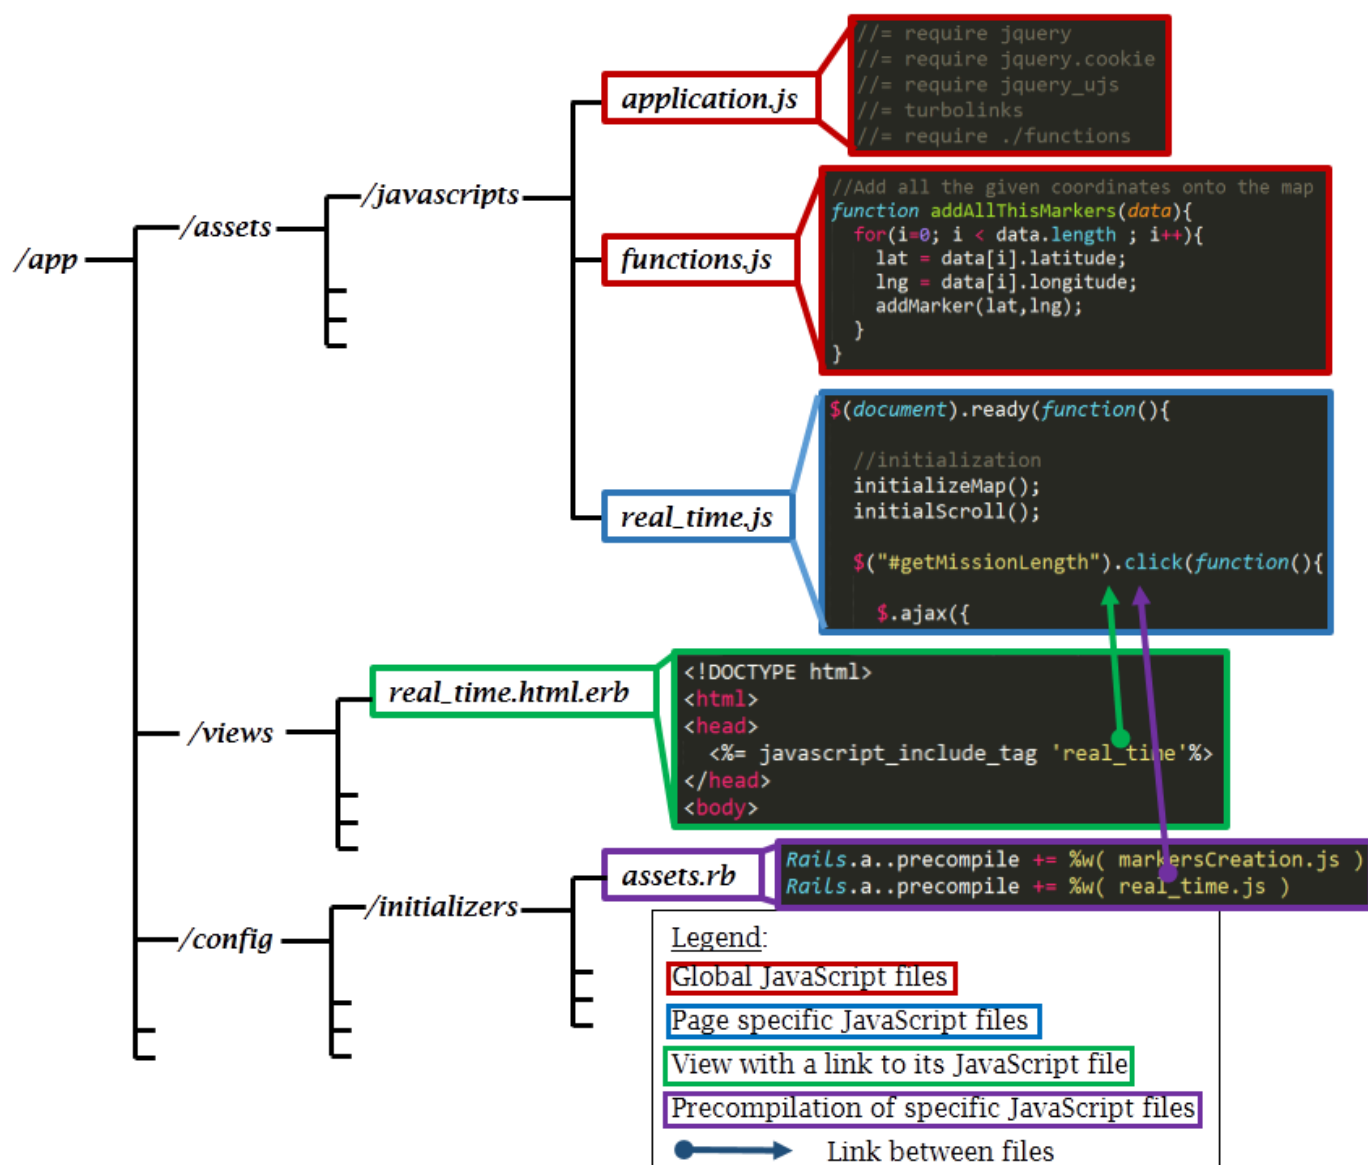 //= require jquery
//= require jquery.cookie
//= require jquery_ujs
//= turbolinks
//= require ./functions
application.js
//Add all the given coordinates onto the map
function addAllThisMarkers(data){
for(i=0; i < data.length ; i++){
lat = data[i].latitude;
lng = data[i].longitude;
addMarker(lat,lng);
}
}
/javascripts
/assets
/app
functions.js
$(document).ready(function(){
//initialization
initializeMap();
initialScroll();
$("#getMissionLength").click(function(){
$.ajax({
real_time.js
<!DOCTYPE html>
<html>
<head>
<%= javascript_include_tag 'real_time'%>
</head>
<body>
real_time.html.erb
/views
Rails.a..precompile += %w( markersCreation.js )
Rails.a..precompile += %w( real_time.js )
assets.rb
/initializers
/config
Legend:
Global JavaScript files
Page specific JavaScript files
View with a link to its JavaScript file
Precompilation of specific JavaScript files
Link between files